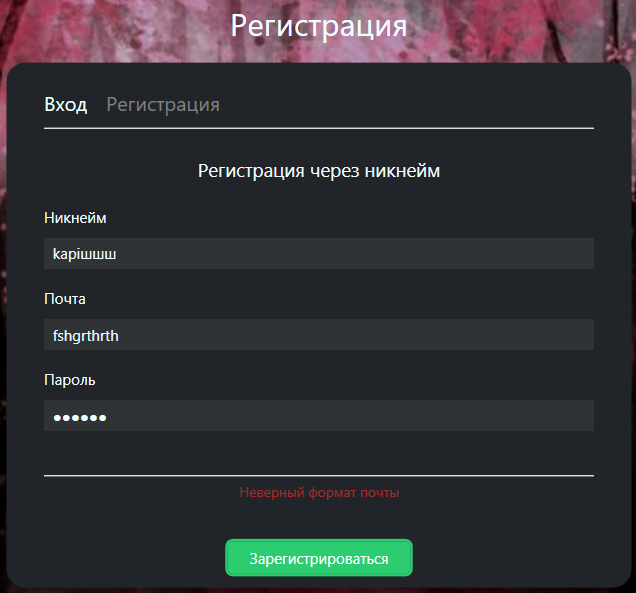 Регистрация
Вход Регистрация
Регистрация через никнейм
Никнейм
kapiшшш
Почта
fshgrthrth
Пароль
●●●●●●
Неверный формат почты
Зарегистрироваться